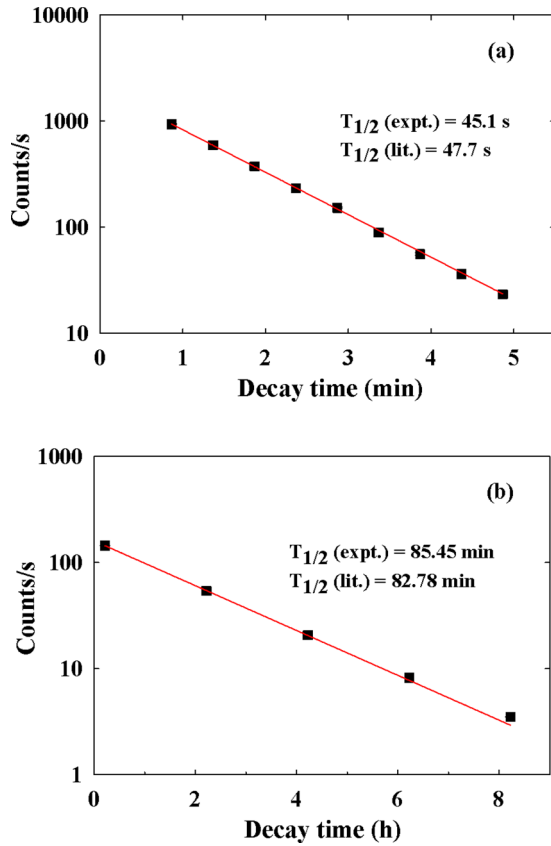 10000
(a)
1000
T1/2 (expt.) = 45.1 s
T1/2 (lit.) = 47.7 s
Counts/s
100
10
0 1 2 3 4 5
Decay time (min)
1000
(b)
100
T1/2 (expt.) = 85.45 min
T1/2 (lit.) = 82.78 min
Counts/s
10
1
0 2 4 6 8
Decay time (h)